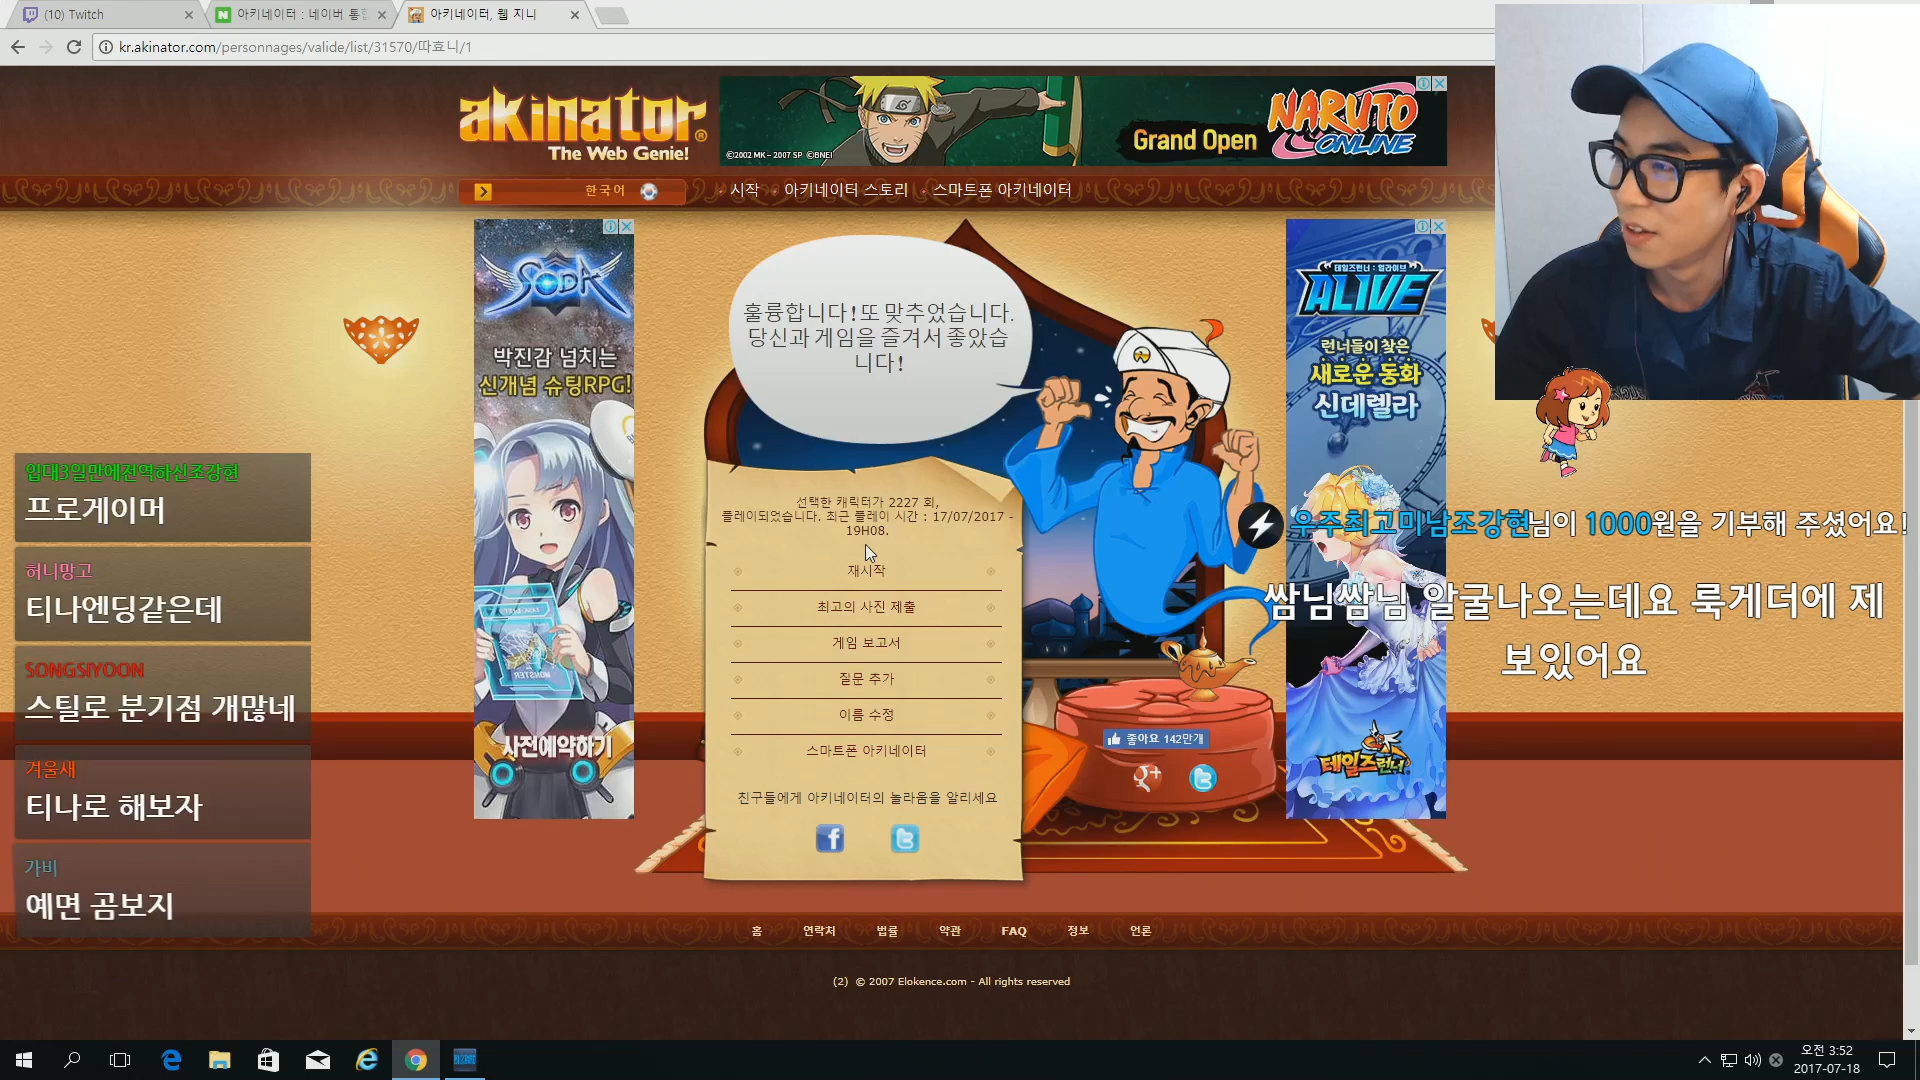 (10) Twitch
아키네이터 : 네이버 통합
아키네이터, 웹 지니
kr.akinator.com/personnages/valide/list/31570/따효니/1
akinator®
The Web Genie!
©2002 MK – 2007 SP ©BNEI
Grand Open
NARUTO
ONLINE
한국어
시작
아키네이터 스토리
스마트폰 아키네이터
SODA
박진감 넘치는
신개념 슈팅RPG!
MONSTER
사전예약하기
훌륭합니다! 또 맞추었습니다.
당신과 게임을 즐겨서 좋았습
니다!
테일즈런너 : 얼라이브
ALIVE
런너들이 찾은
새로운 동화
신데렐라
테일즈런너
선택한 캐릭터가 2227 회,
플레이되었습니다. 최근 플레이 시간 : 17/07/2017 -
19H08.
재시작
최고의 사진 제출
게임 보고서
질문 추가
이름 수정
스마트폰 아키네이터
친구들에게 아키네이터의 놀라움을 알리세요
좋아요 142만개
입대3일만에전역하신조강현
프로게이머
허니망고
티나엔딩같은데
SONGSIYOON
스틸로 분기점 개많네
겨울새
티나로 해보자
가비
예면 곰보지
우주최고미남조강현님이 1000원을 기부해 주셨어요!
쌈님쌈님 얄굴나오는데요 룩게더에 제
보있어요
홈
연락처
법률
약관
FAQ
정보
언론
(2) © 2007 Elokence.com - All rights reserved
오전 3:52
2017-07-18